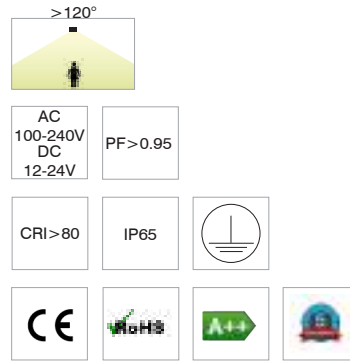 >120°
AC
100-240V
DC
12-24V
PF>0.95
CRI>80
IP65
CE
RoHS
A++